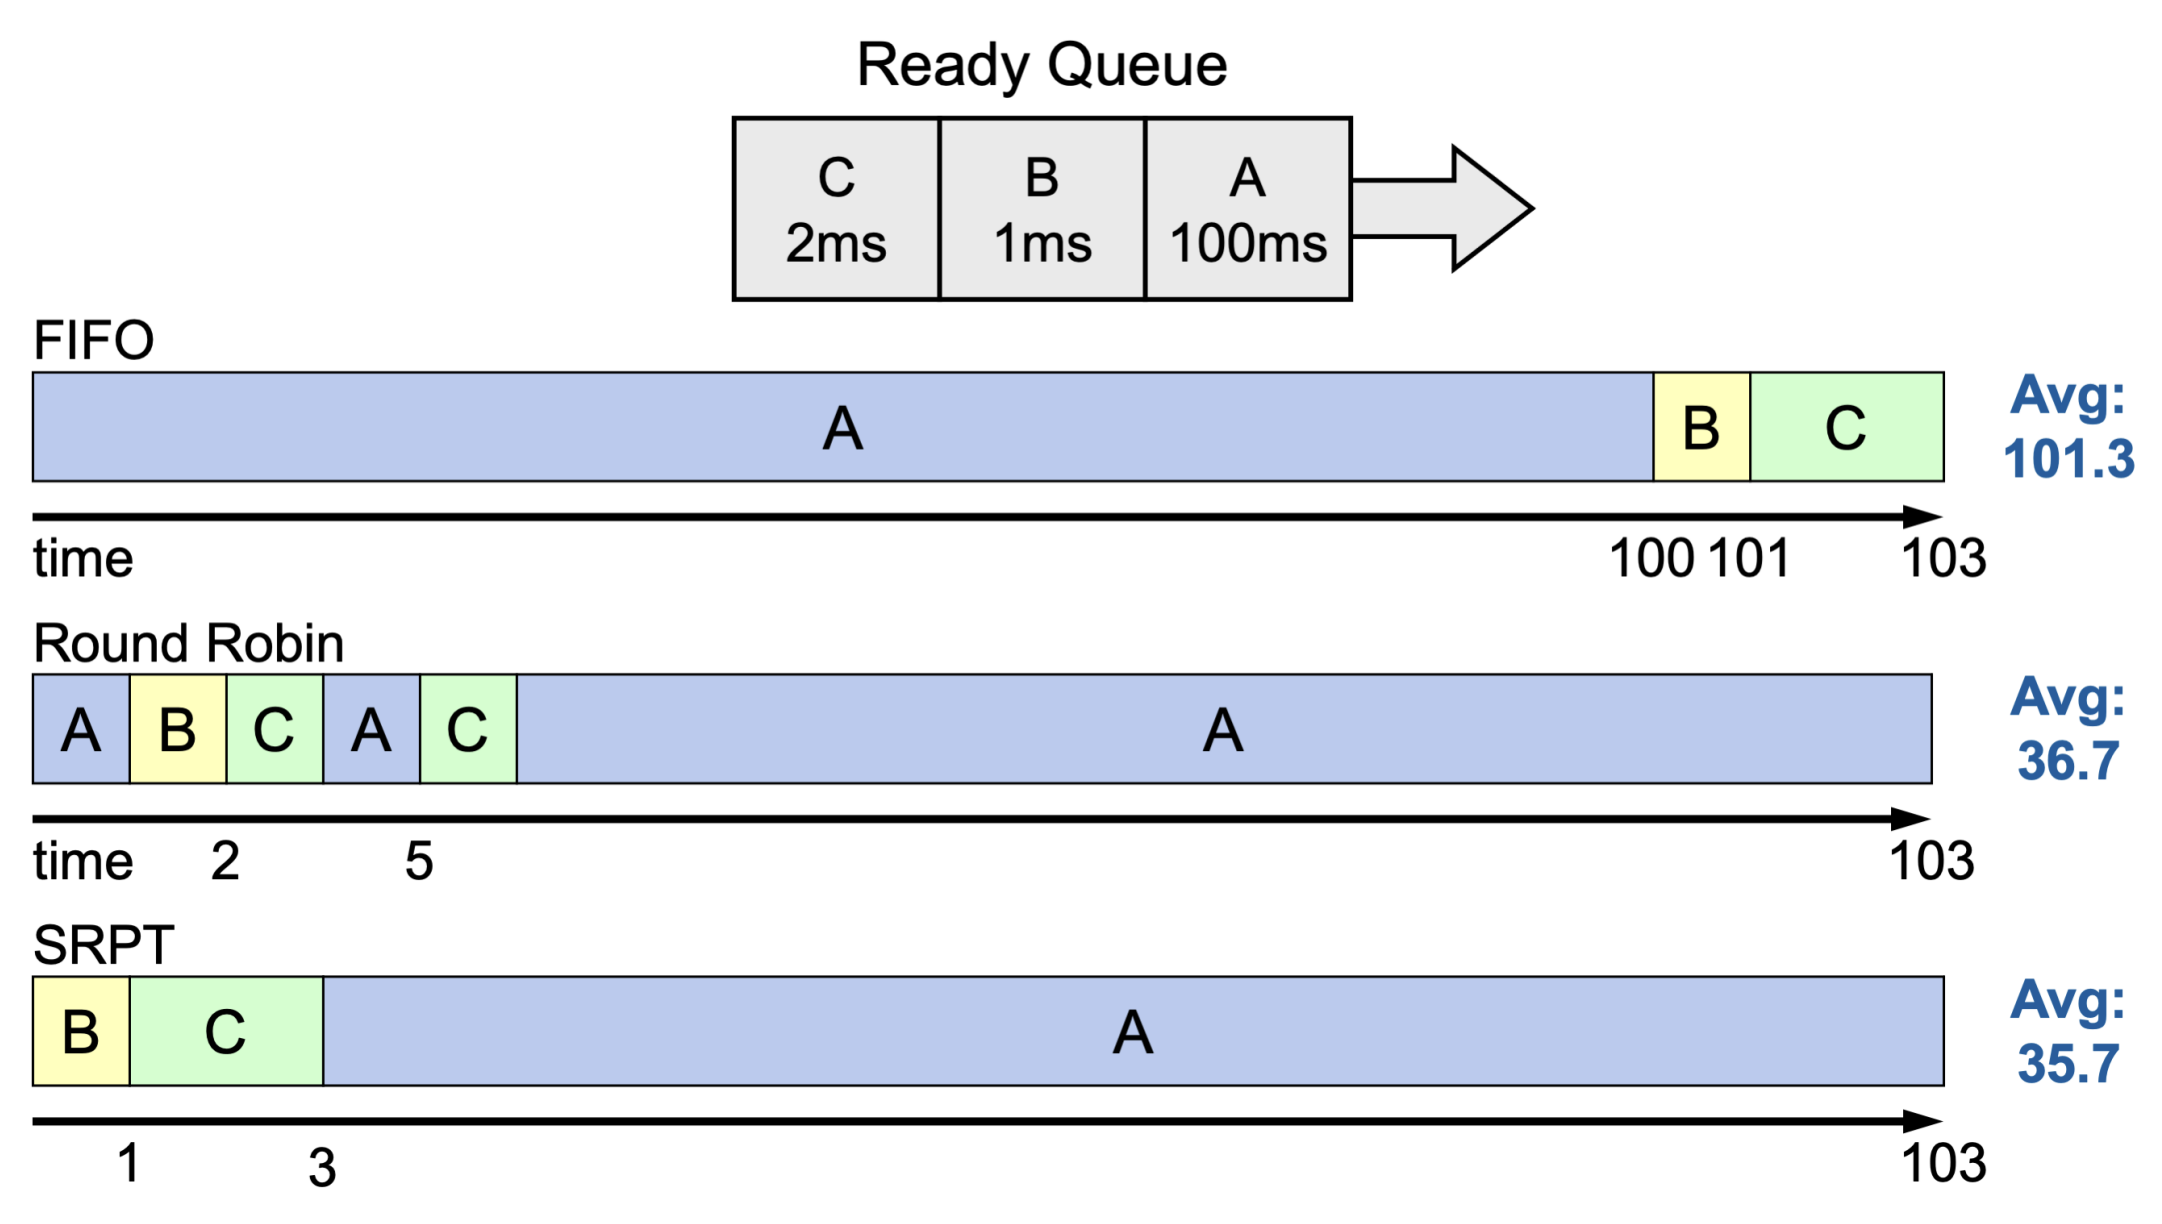 Ready Queue
C B A
2ms 1ms 100ms
FIFO
A B C
Avg:
101.3
time 100 101 103
Round Robin
A B C A C A
Avg:
36.7
time 2 5 103
SRPT
B C A
Avg:
35.7
1 3 103